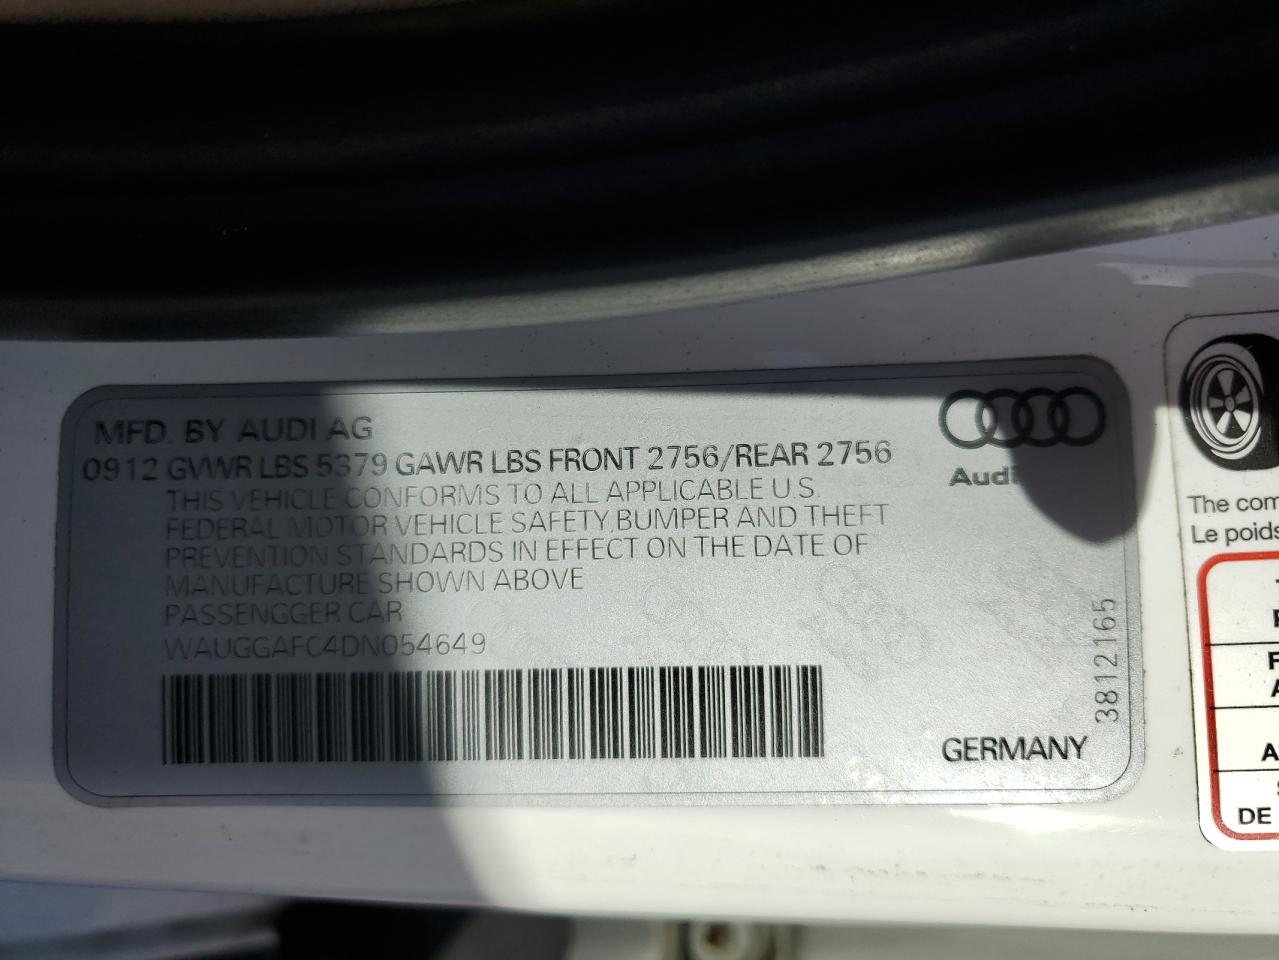 MFD. BY AUDI AG
0912 GVWR LBS 5379 GAWR LBS FRONT 2756/REAR 2756
THIS VEHICLE CONFORMS TO ALL APPLICABLE U.S.
FEDERAL MOTOR VEHICLE SAFETY, BUMPER AND THEFT
PREVENTION STANDARDS IN EFFECT ON THE DATE OF
MANUFACTURE SHOWN ABOVE
PASSENGGER CAR
WAUGGAFC4DN054649
Audi
3812165
GERMANY
The com
Le poids
F
A
A
DE